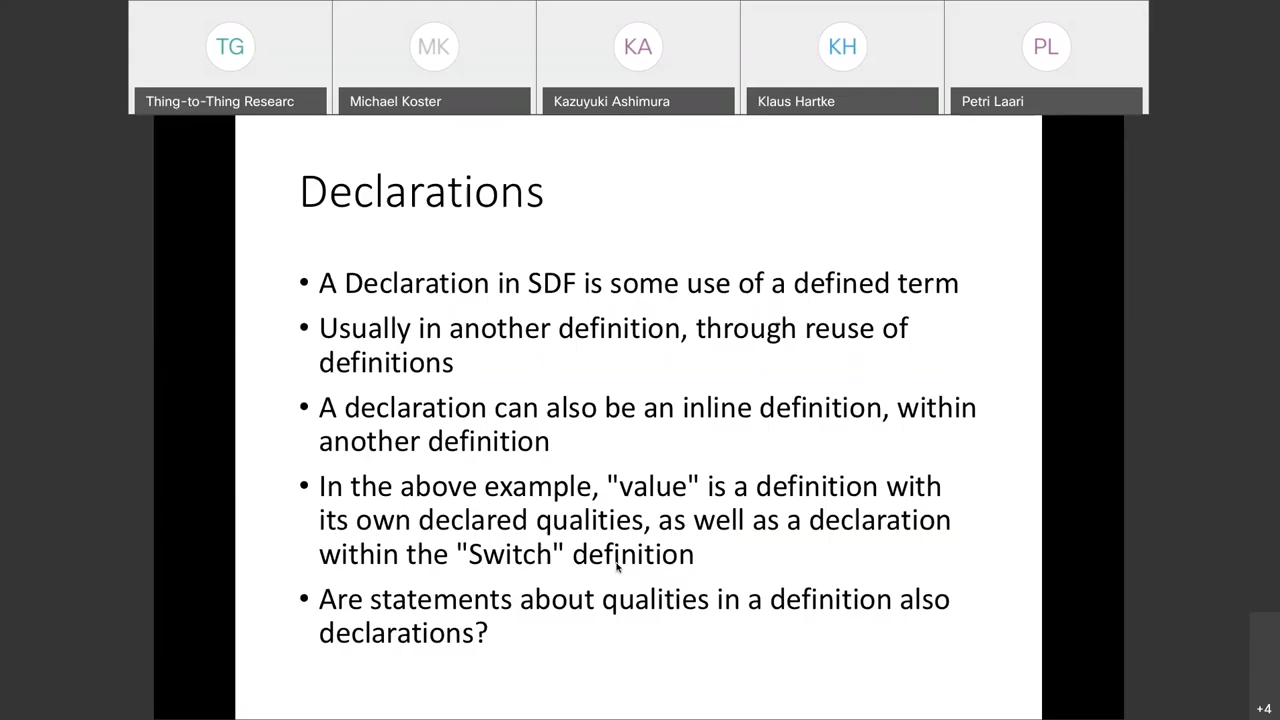 TG
MK
KA
KH
PL
Thing-to-Thing Researc
Michael Koster
Kazuyuki Ashimura
Klaus Hartke
Petri Laari
Declarations
• A Declaration in SDF is some use of a defined term
• Usually in another definition, through reuse of
definitions
• A declaration can also be an inline definition, within
another definition
• In the above example, "value" is a definition with
its own declared qualities, as well as a declaration
within the "Switch" definition
• Are statements about qualities in a definition also
declarations?
+4